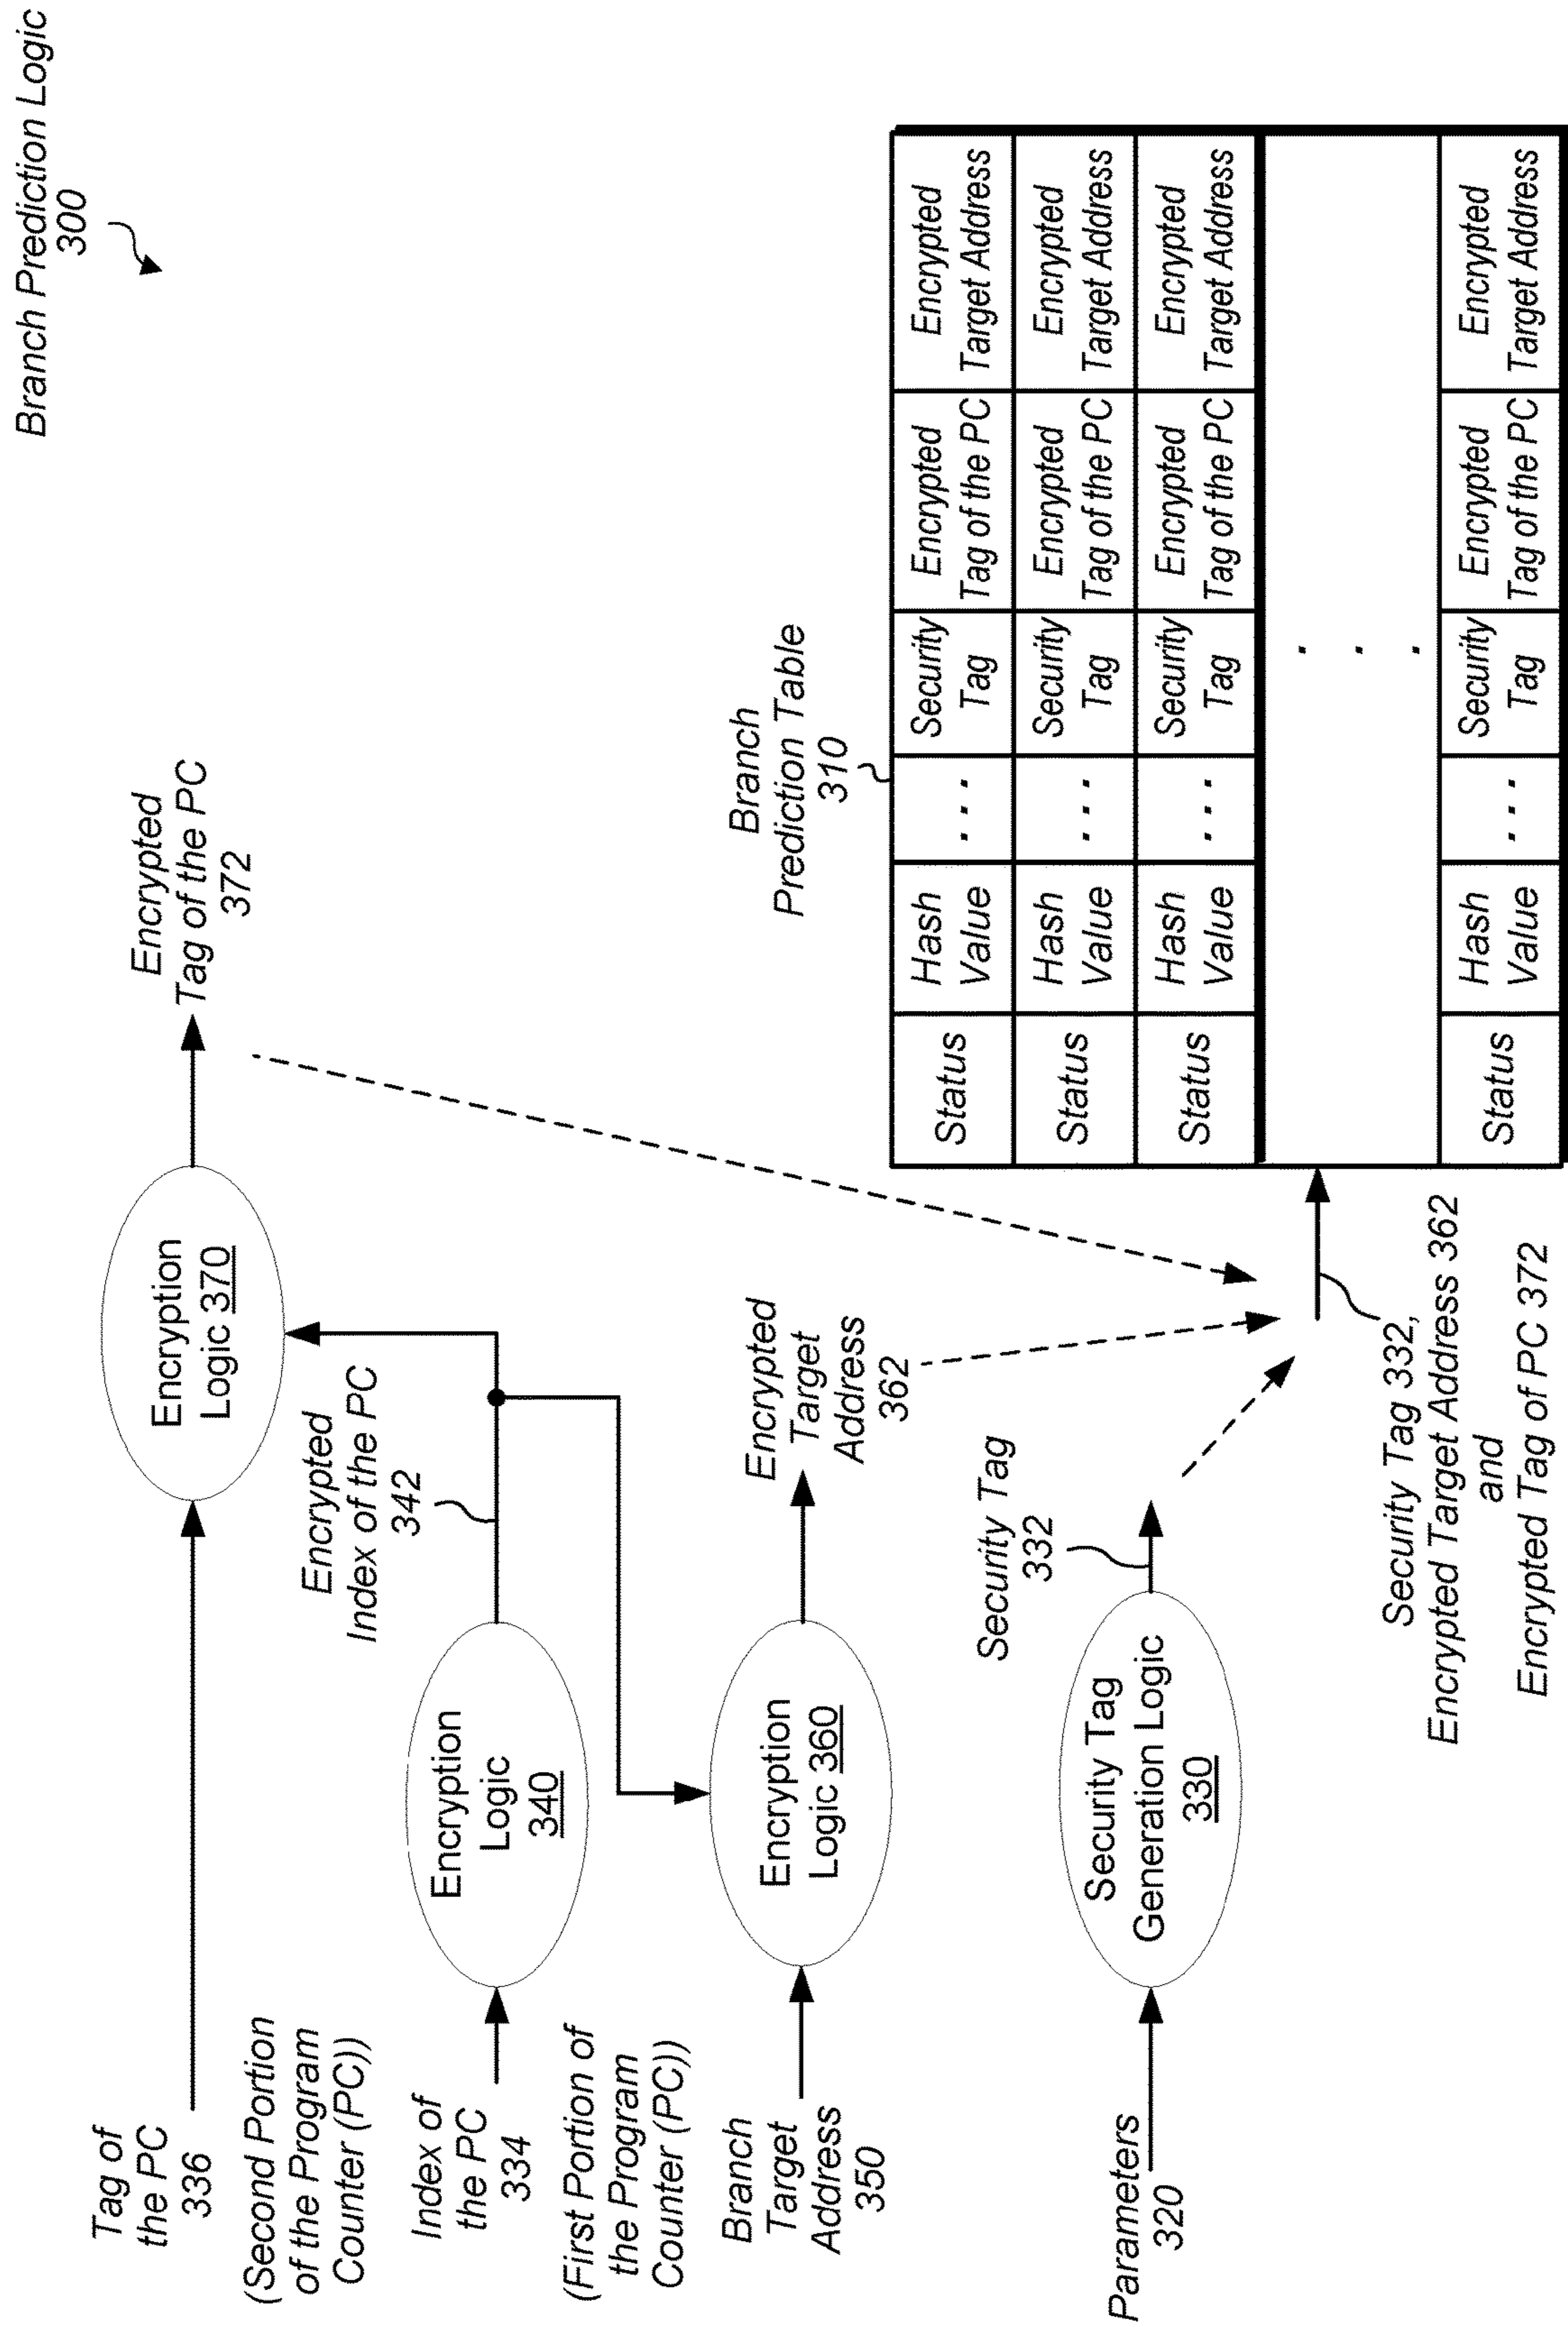 Branch Prediction Logic
300
Tag of
the PC
336
(Second Portion
of the Program
Counter (PC))
Encryption
Logic 370
Encrypted
Tag of the PC
372
Encrypted
Index of the PC
342
Index of
the PC
334
(First Portion of
the Program
Counter (PC))
Encryption
Logic
340
Branch
Target
Address
350
Encryption
Logic 360
Encrypted
Target
Address
362
Parameters
320
Security Tag
Generation Logic
330
Security Tag
332
Security Tag 332,
Encrypted Target Address 362
and
Encrypted Tag of PC 372
Branch
Prediction Table
310
Status
Hash
Value
. . .
Security
Tag
Encrypted
Tag of the PC
Encrypted
Target Address
Status
Hash
Value
. . .
Security
Tag
Encrypted
Tag of the PC
Encrypted
Target Address
Status
Hash
Value
. . .
Security
Tag
Encrypted
Tag of the PC
Encrypted
Target Address
.
.
.
Status
Hash
Value
. . .
Security
Tag
Encrypted
Tag of the PC
Encrypted
Target Address